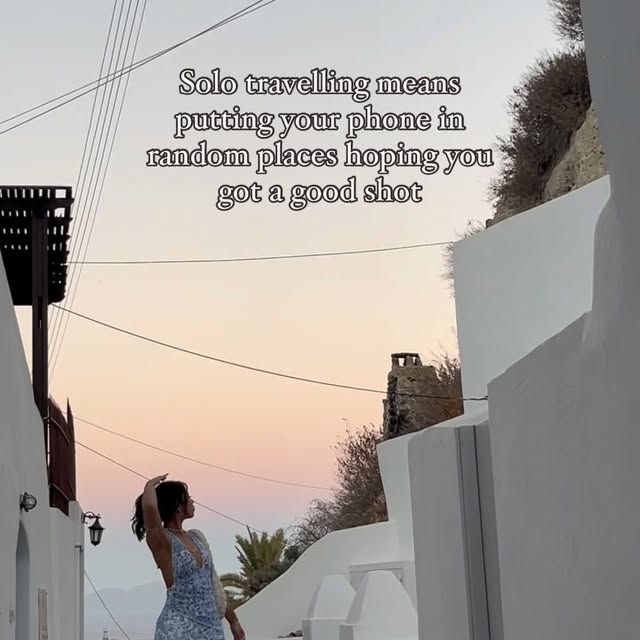 Solo travelling means
putting your phone in
random places hoping you
got a good shot